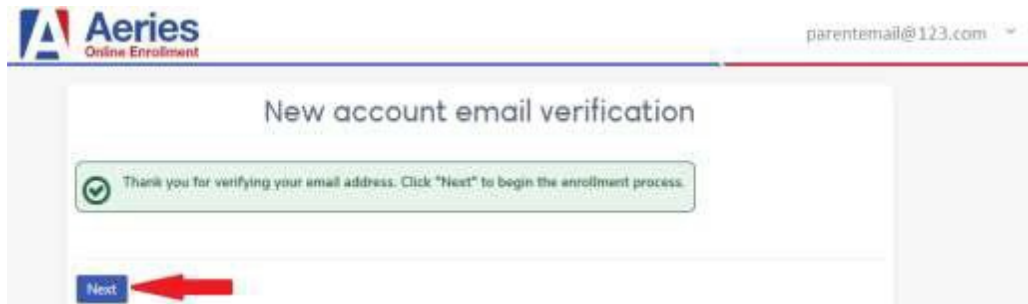 Aeries
Online Enrollment
parentemail@123.com
New account email verification
Thank you for verifying your email address. Click "Next" to begin the enrollment process.
Next